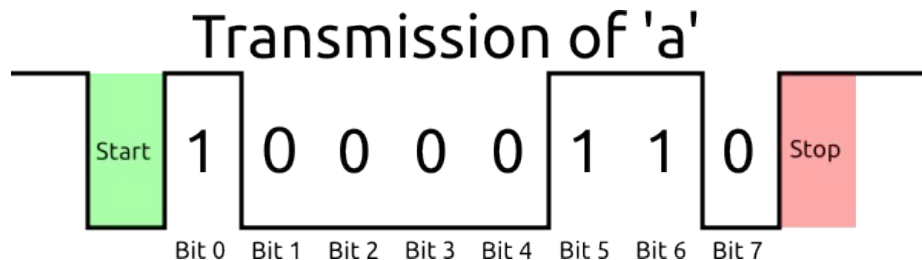 Transmission of 'a'
Start 1 0 0 0 0 1 1 0 Stop
Bit 0 Bit 1 Bit 2 Bit 3 Bit 4 Bit 5 Bit 6 Bit 7